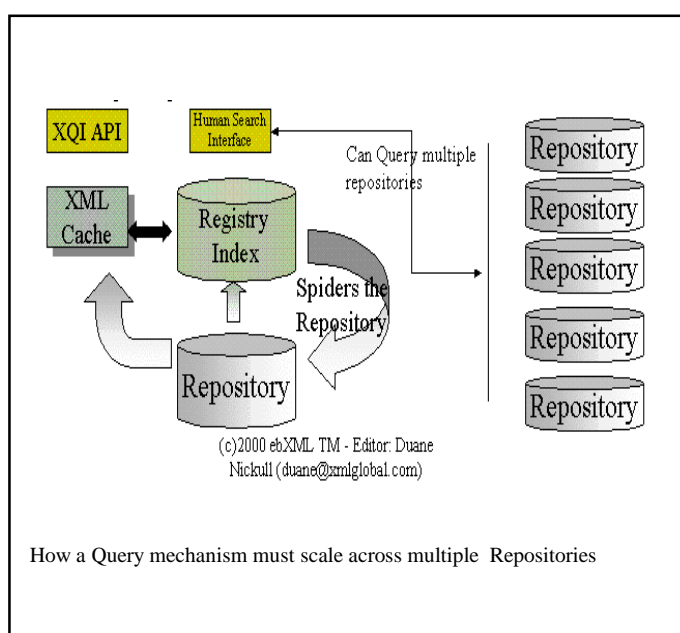 XQI API
Human Search
Interface
Can Query multiple
repositories
XML
Cache
Registry
Index
Spiders the
Repository
Repository
Repository
Repository
Repository
Repository
Repository
(c)2000 ebXML TM - Editor: Duane
Nickull (duane@xmlglobal.com)
How a Query mechanism must scale across multiple Repositories